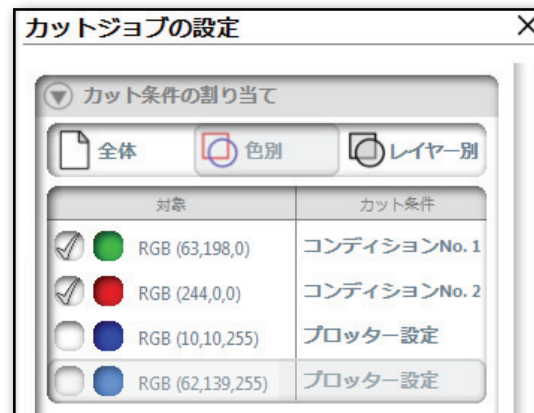 カットジョブの設定
カット条件の割り当て
全体 色別 レイヤー別
対象 カット条件
RGB (63,198,0) コンディションNo. 1
RGB (244,0,0) コンディションNo. 2
RGB (10,10,255) プロッター設定
RGB (62,139,255) プロッター設定